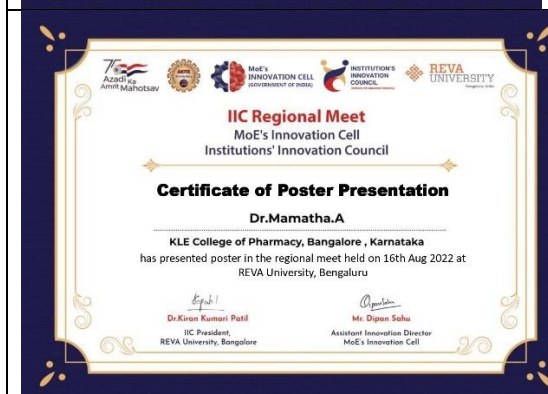 75
Azadi Ka
Amrit Mahotsav
MoE's
INNOVATION CELL
(GOVERNMENT OF INDIA)
INSTITUTION'S
INNOVATION
COUNCIL
REVA
UNIVERSITY
Bengaluru, India
IIC Regional Meet
MoE's Innovation Cell
Institutions' Innovation Council
Certificate of Poster Presentation
Dr.Mamatha.A
KLE College of Pharmacy, Bangalore , Karnataka
has presented poster in the regional meet held on 16th Aug 2022 at
REVA University, Bengaluru
Dr.Kiran Kumari Patil
IIC President,
REVA University, Bangalore
Mr. Dipan Sahu
Assistant Innovation Director
MoE's Innovation Cell